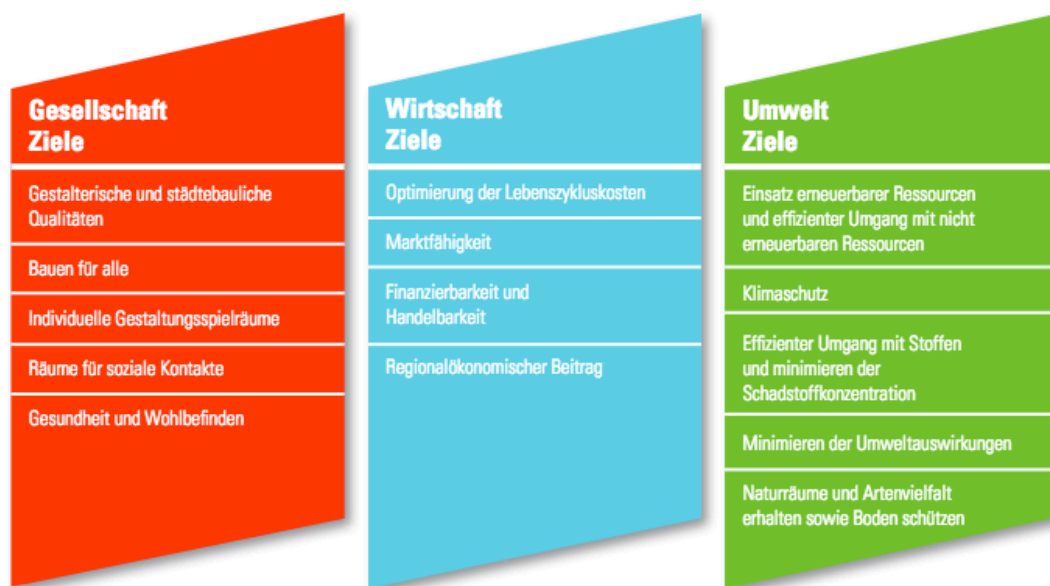 Gesellschaft
Ziele
Gestalterische und städtebauliche
Qualitäten
Bauen für alle
Individuelle Gestaltungsspielräume
Räume für soziale Kontakte
Gesundheit und Wohlbefinden
Wirtschaft
Ziele
Optimierung der Lebenszykluskosten
Marktfähigkeit
Finanzierbarkeit und
Handelbarkeit
Regionalökonomischer Beitrag
Umwelt
Ziele
Einsatz erneuerbarer Ressourcen
und effizienter Umgang mit nicht
erneuerbaren Ressourcen
Klimaschutz
Effizienter Umgang mit Stoffen
und minimieren der
Schadstoffkonzentration
Minimieren der Umweltauswirkungen
Naturräume und Artenvielfalt
erhalten sowie Boden schützen